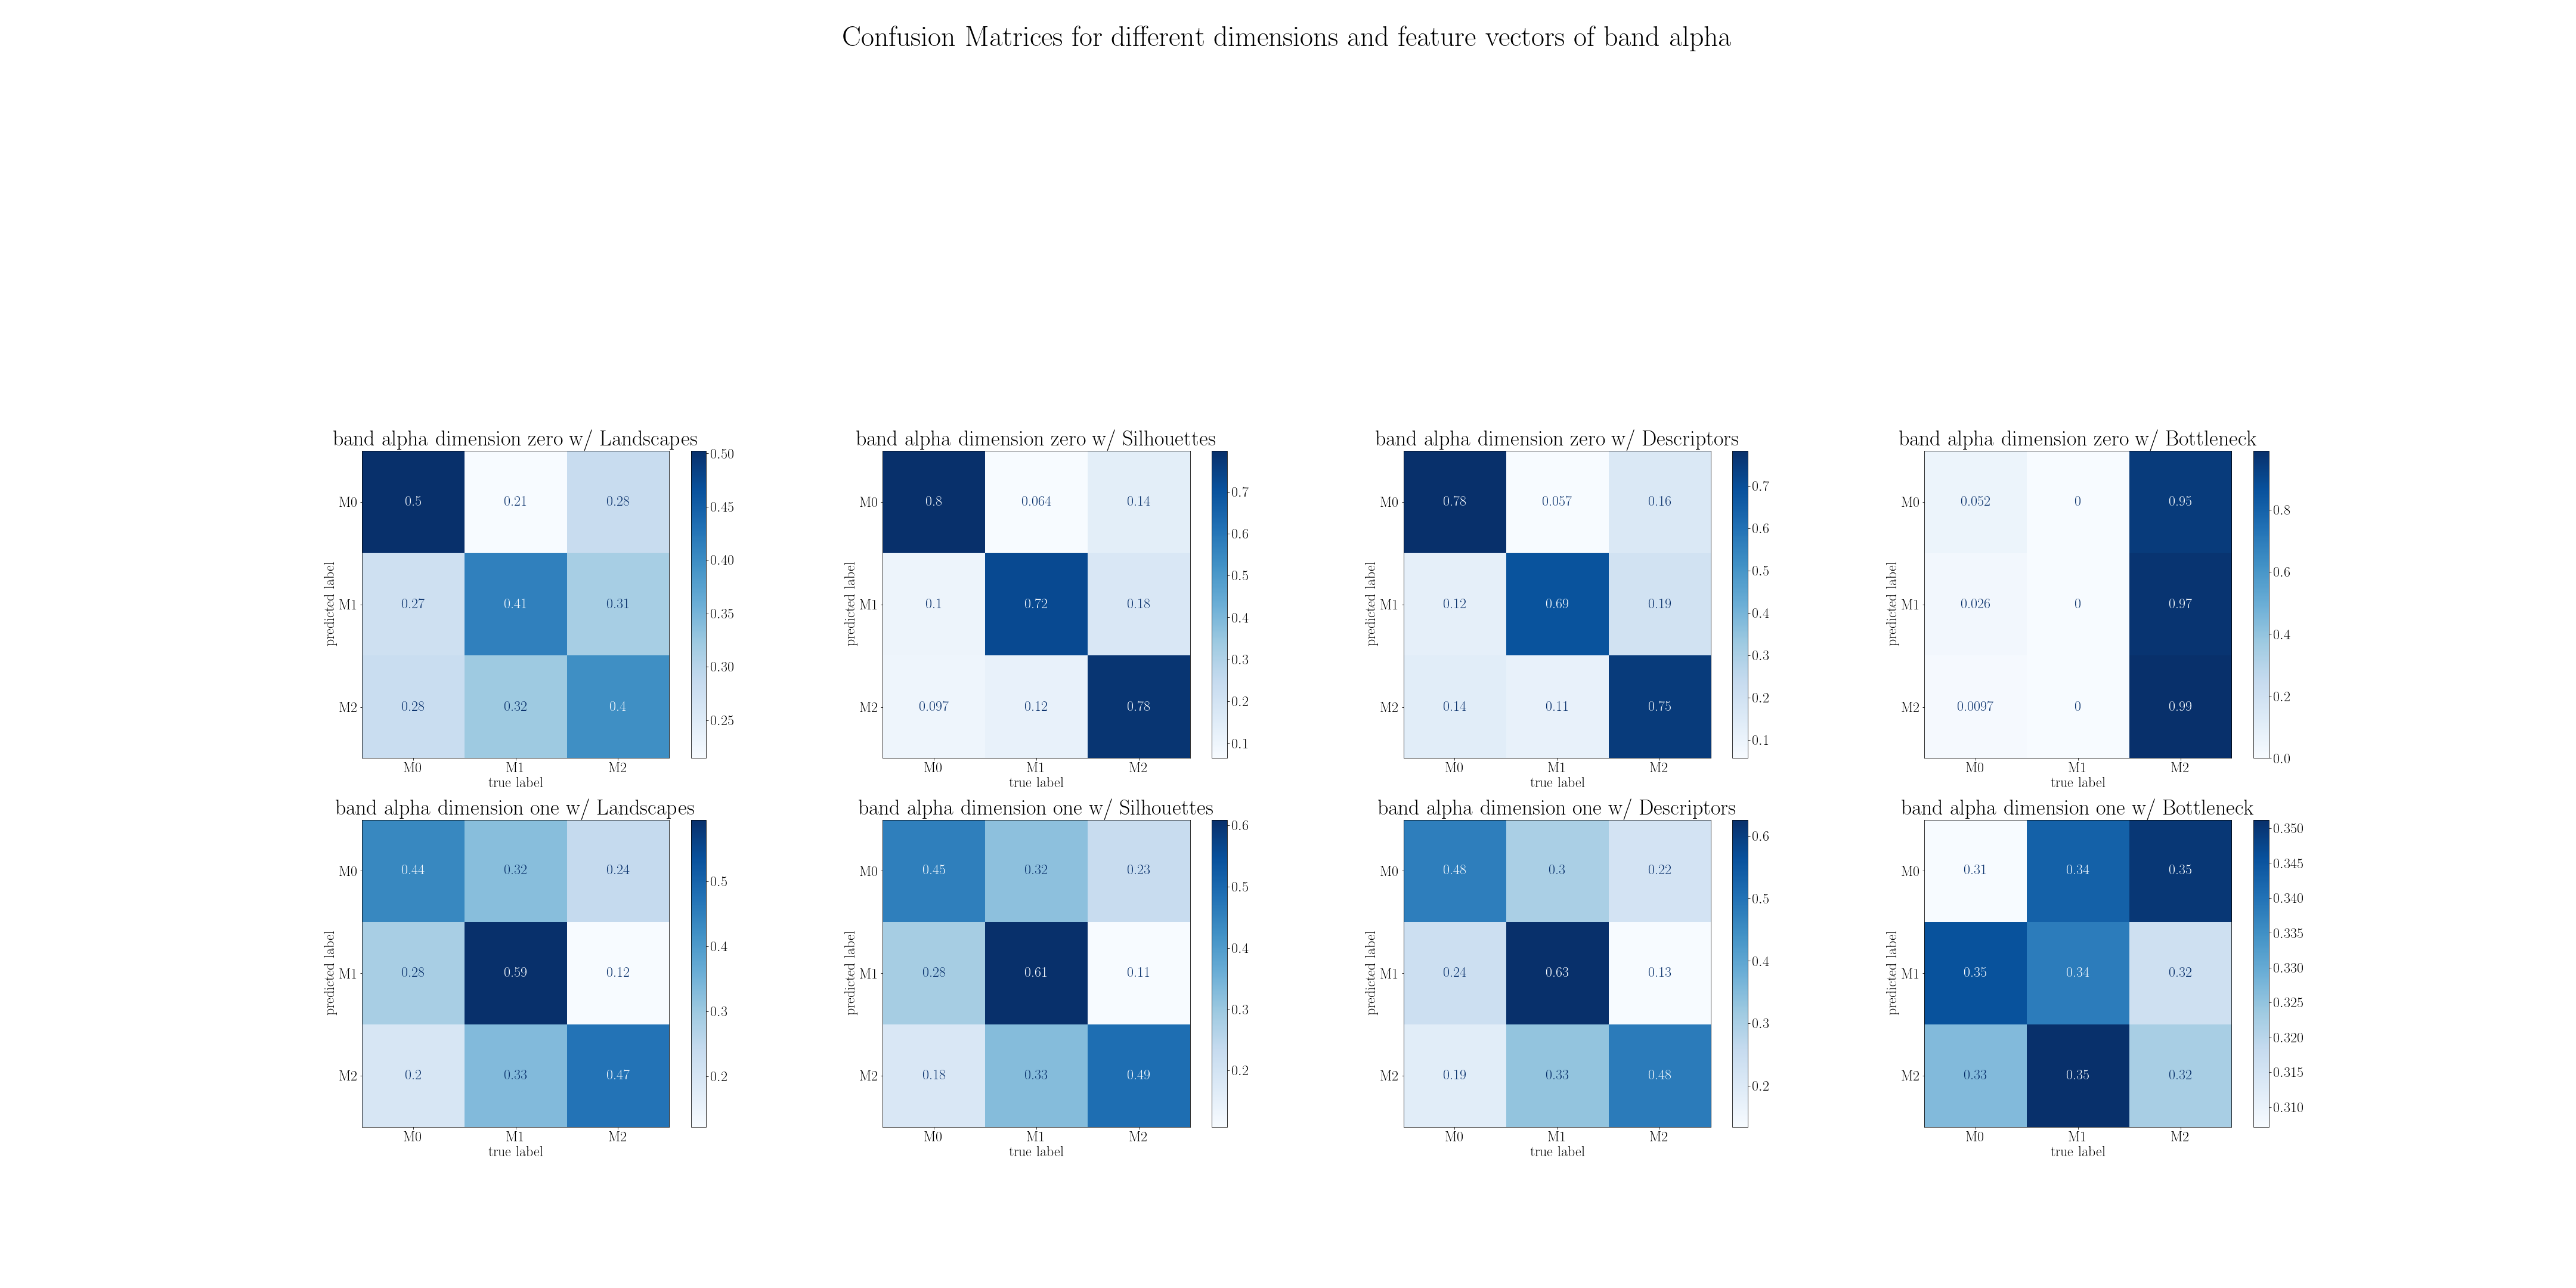 Confusion Matrices for different dimensions and feature vectors of band alpha
band alpha dimension zero w/ Landscapes
M0 0.5 0.21 0.28
M1 0.27 0.41 0.31
M2 0.28 0.32 0.4
M0 M1 M2
true label
predicted label
0.50
0.45
0.40
0.35
0.30
0.25
band alpha dimension zero w/ Silhouettes
M0 0.8 0.064 0.14
M1 0.1 0.72 0.18
M2 0.097 0.12 0.78
M0 M1 M2
true label
predicted label
0.7
0.6
0.5
0.4
0.3
0.2
0.1
band alpha dimension zero w/ Descriptors
M0 0.78 0.057 0.16
M1 0.12 0.69 0.19
M2 0.14 0.11 0.75
M0 M1 M2
true label
predicted label
0.7
0.6
0.5
0.4
0.3
0.2
0.1
band alpha dimension zero w/ Bottleneck
M0 0.052 0 0.95
M1 0.026 0 0.97
M2 0.0097 0 0.99
M0 M1 M2
true label
predicted label
0.8
0.6
0.4
0.2
0.0
band alpha dimension one w/ Landscapes
M0 0.44 0.32 0.24
M1 0.28 0.59 0.12
M2 0.2 0.33 0.47
M0 M1 M2
true label
predicted label
0.5
0.4
0.3
0.2
band alpha dimension one w/ Silhouettes
M0 0.45 0.32 0.23
M1 0.28 0.61 0.11
M2 0.18 0.33 0.49
M0 M1 M2
true label
predicted label
0.6
0.5
0.4
0.3
0.2
band alpha dimension one w/ Descriptors
M0 0.48 0.3 0.22
M1 0.24 0.63 0.13
M2 0.19 0.33 0.48
M0 M1 M2
true label
predicted label
0.6
0.5
0.4
0.3
0.2
band alpha dimension one w/ Bottleneck
M0 0.31 0.34 0.35
M1 0.35 0.34 0.32
M2 0.33 0.35 0.32
M0 M1 M2
true label
predicted label
0.350
0.345
0.340
0.335
0.330
0.325
0.320
0.315
0.310